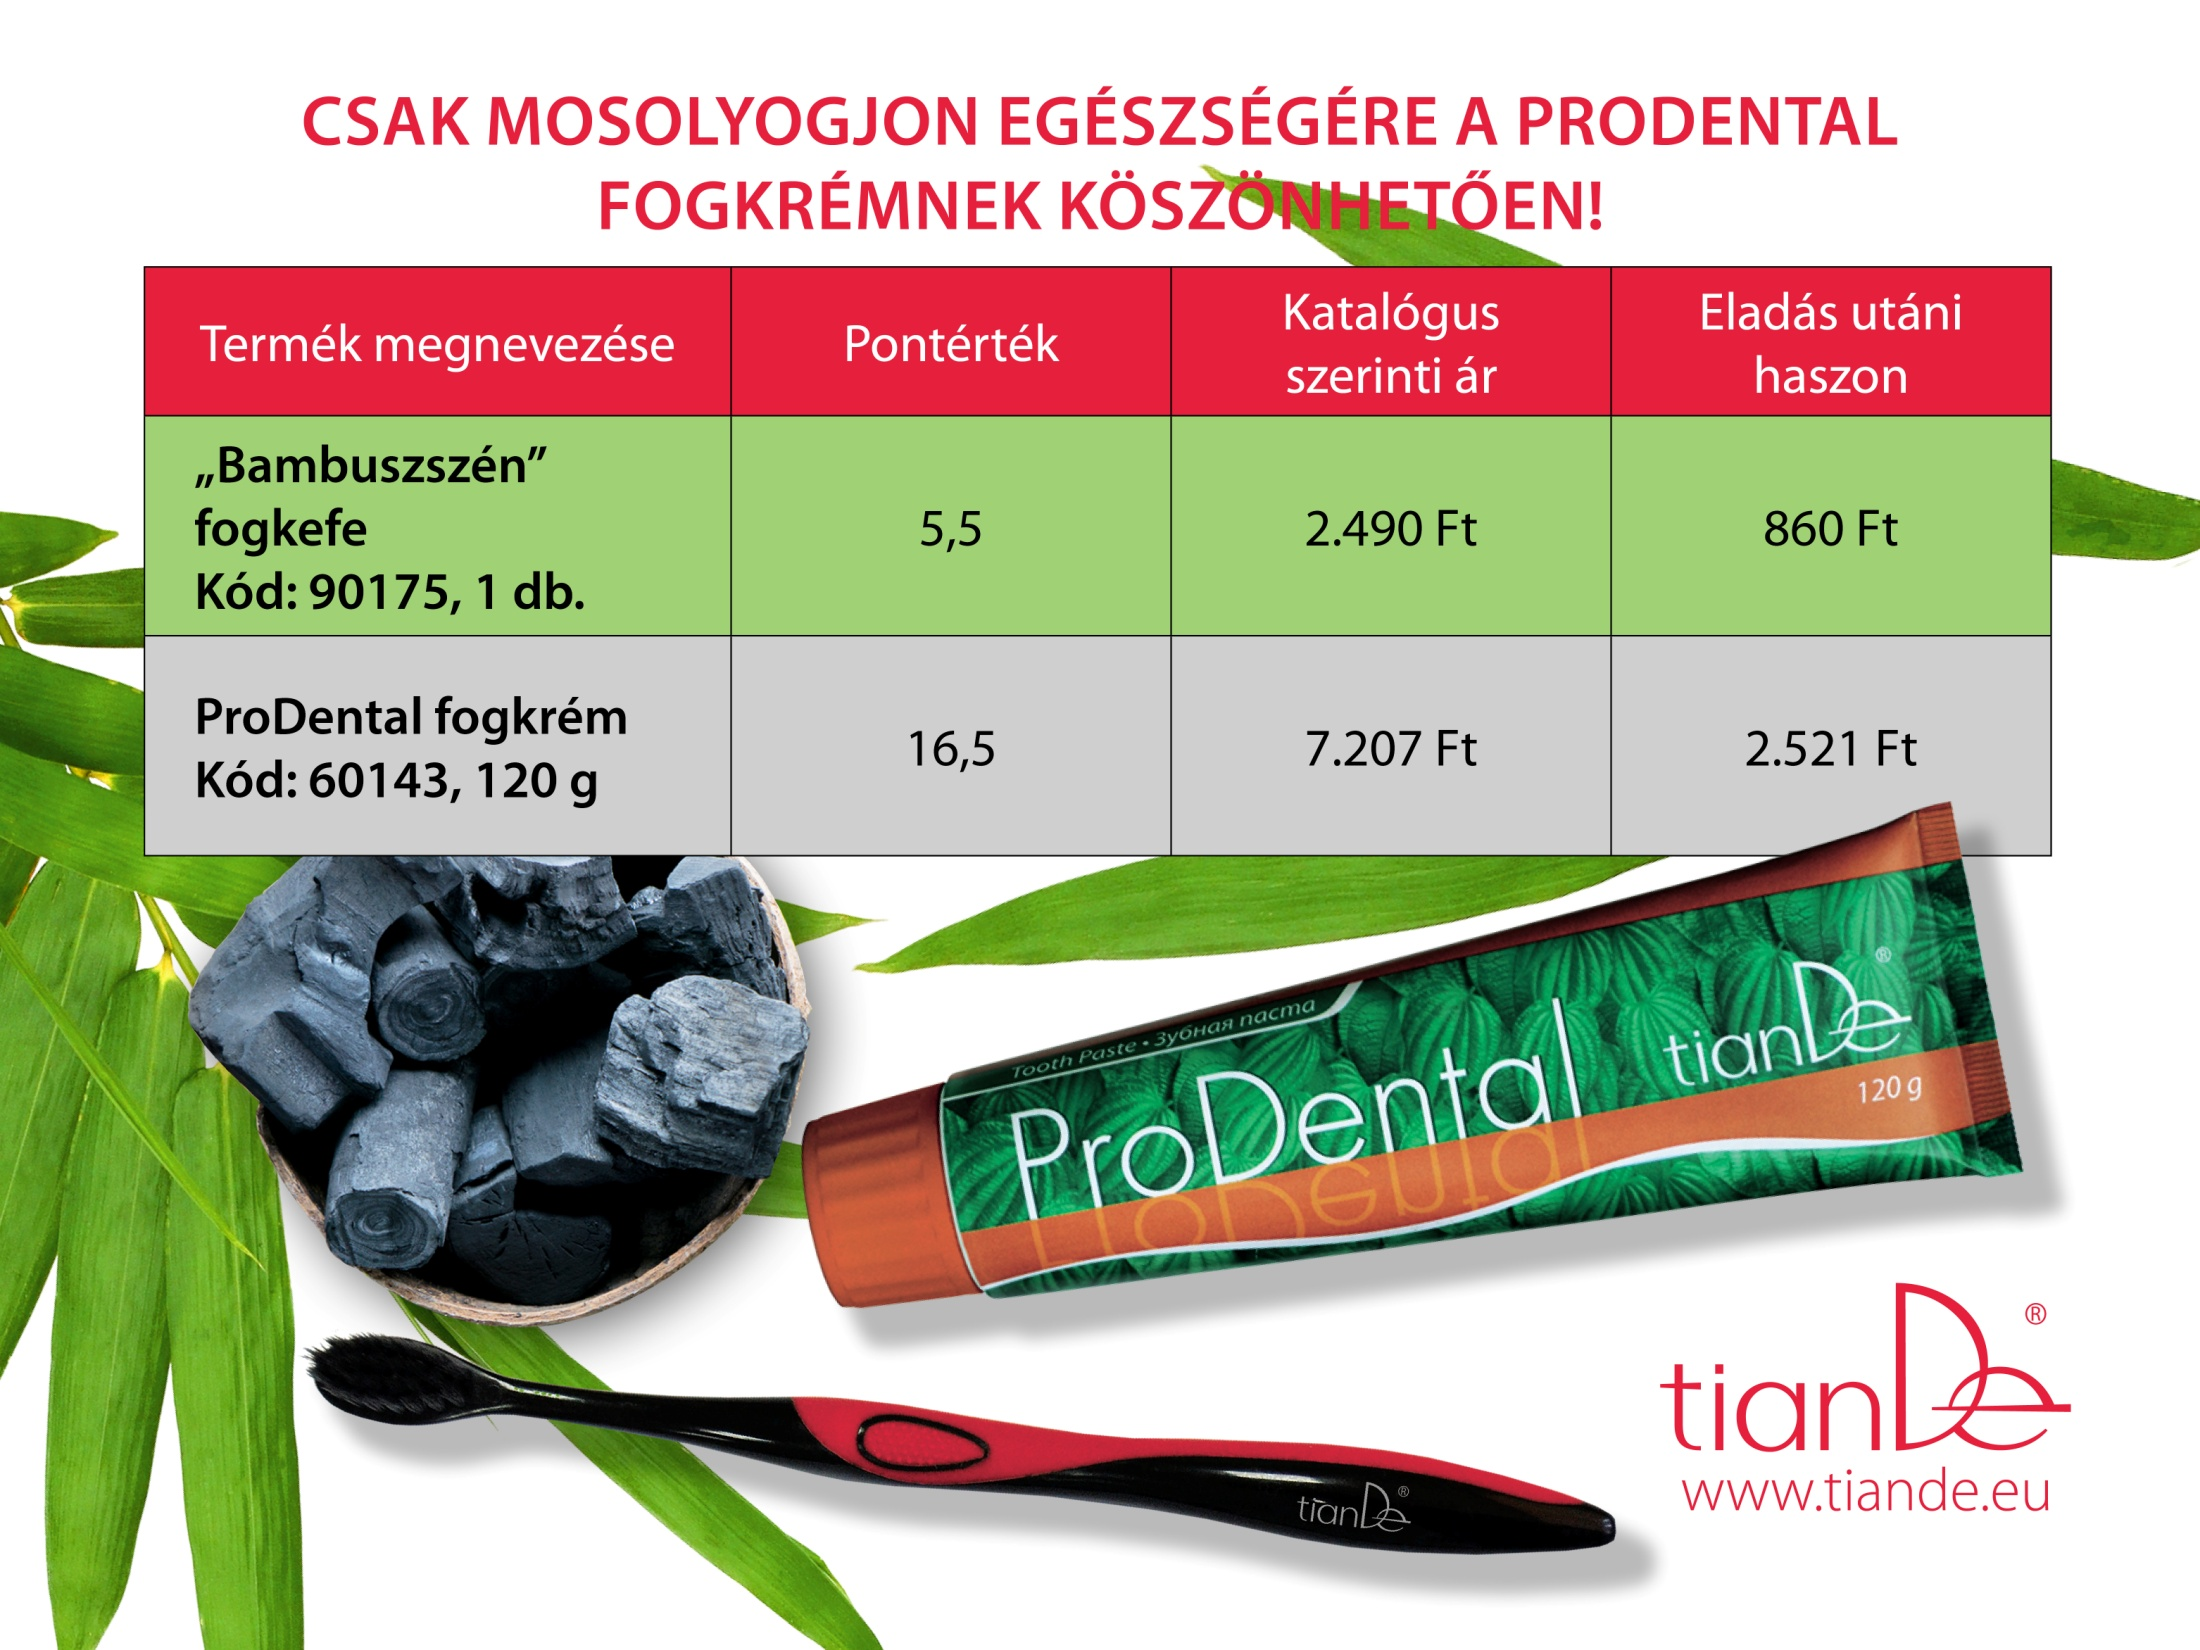 CSAK MOSOLYOGJON EGÉSZSÉGÉRE A PRODENTAL
FOGKRÉMNEK KÖSZÖNHETŐEN!
Termék megnevezése
Pontérték
Katalógus
szerinti ár
Eladás utáni
haszon
„Bambuszszén”
fogkefe
Kód: 90175, 1 db.
5,5
2.490 Ft
860 Ft
ProDental fogkrém
Kód: 60143, 120 g
16,5
7.207 Ft
2.521 Ft
Tooth Paste • Зубная паста
ProDental
tianDe®
120 g
tianDe®
tianDe®
www.tiande.eu